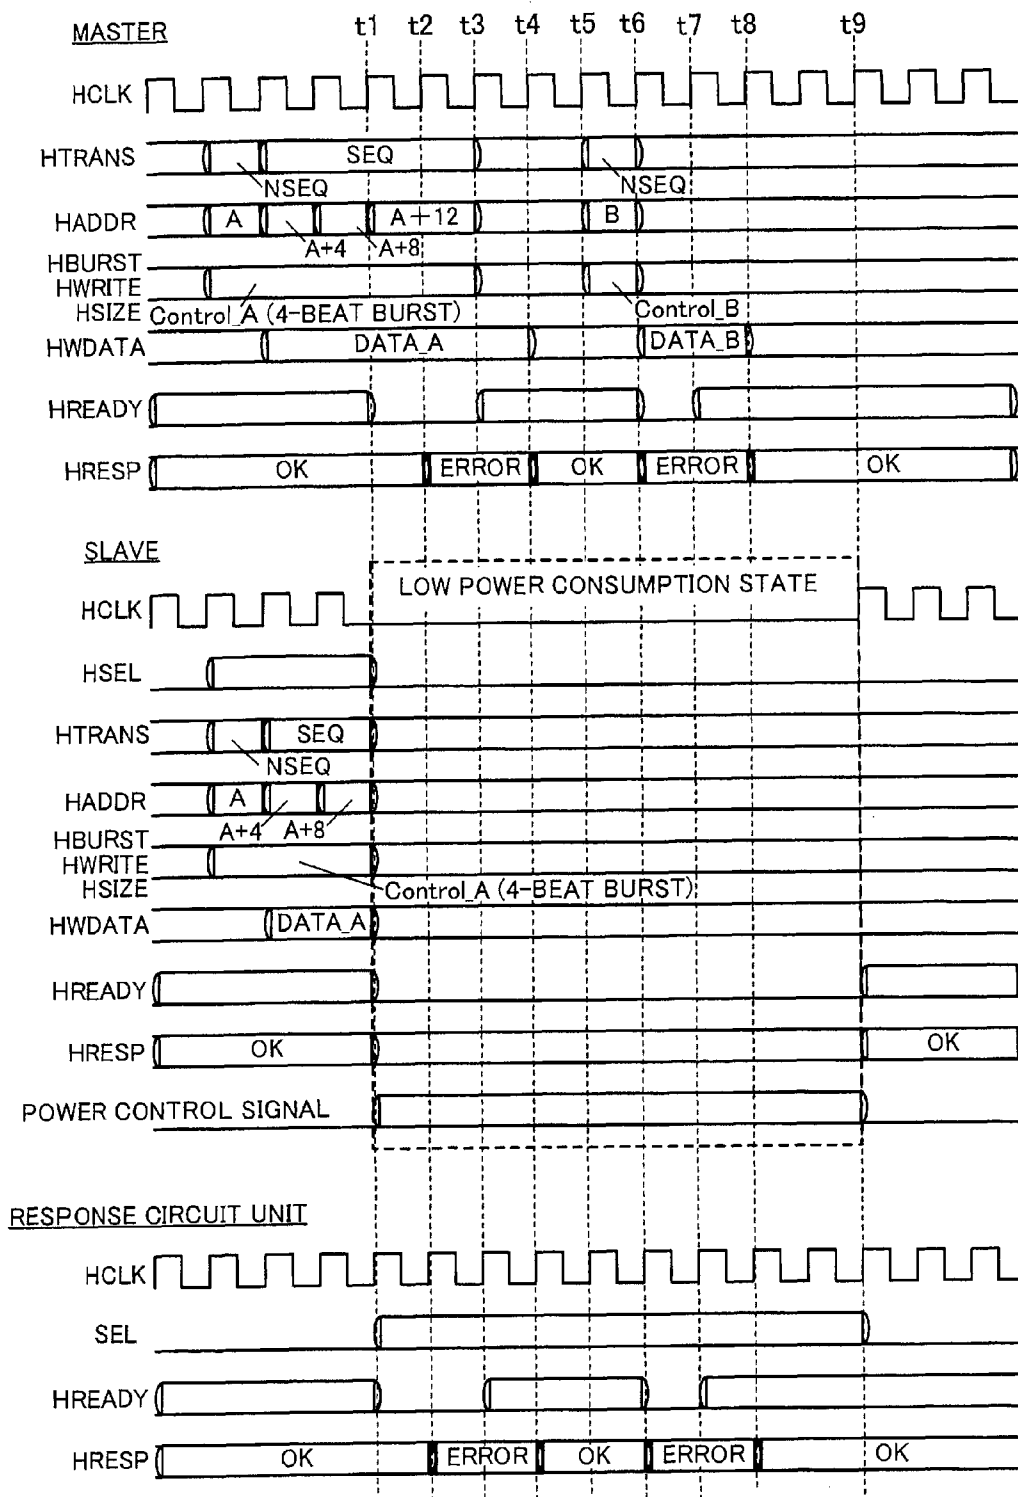 MASTER t1 t2 t3 t4 t5 t6 t7 t8 t9
HCLK
HTRANS SEQ
NSEQ NSEQ
HADDR A A+12 B
A+4 A+8
HBURST
HWRITE
HSIZE Control_A (4-BEAT BURST) Control_B
HWDATA DATA_A DATA_B
HREADY
HRESP OK ERROR OK ERROR OK
SLAVE
LOW POWER CONSUMPTION STATE
HCLK
HSEL
HTRANS SEQ
NSEQ
HADDR A
A+4 A+8
HBURST
HWRITE
HSIZE Control_A (4-BEAT BURST)
HWDATA DATA_A
HREADY
HRESP OK OK
POWER CONTROL SIGNAL
RESPONSE CIRCUIT UNIT
HCLK
SEL
HREADY
HRESP OK ERROR OK ERROR OK